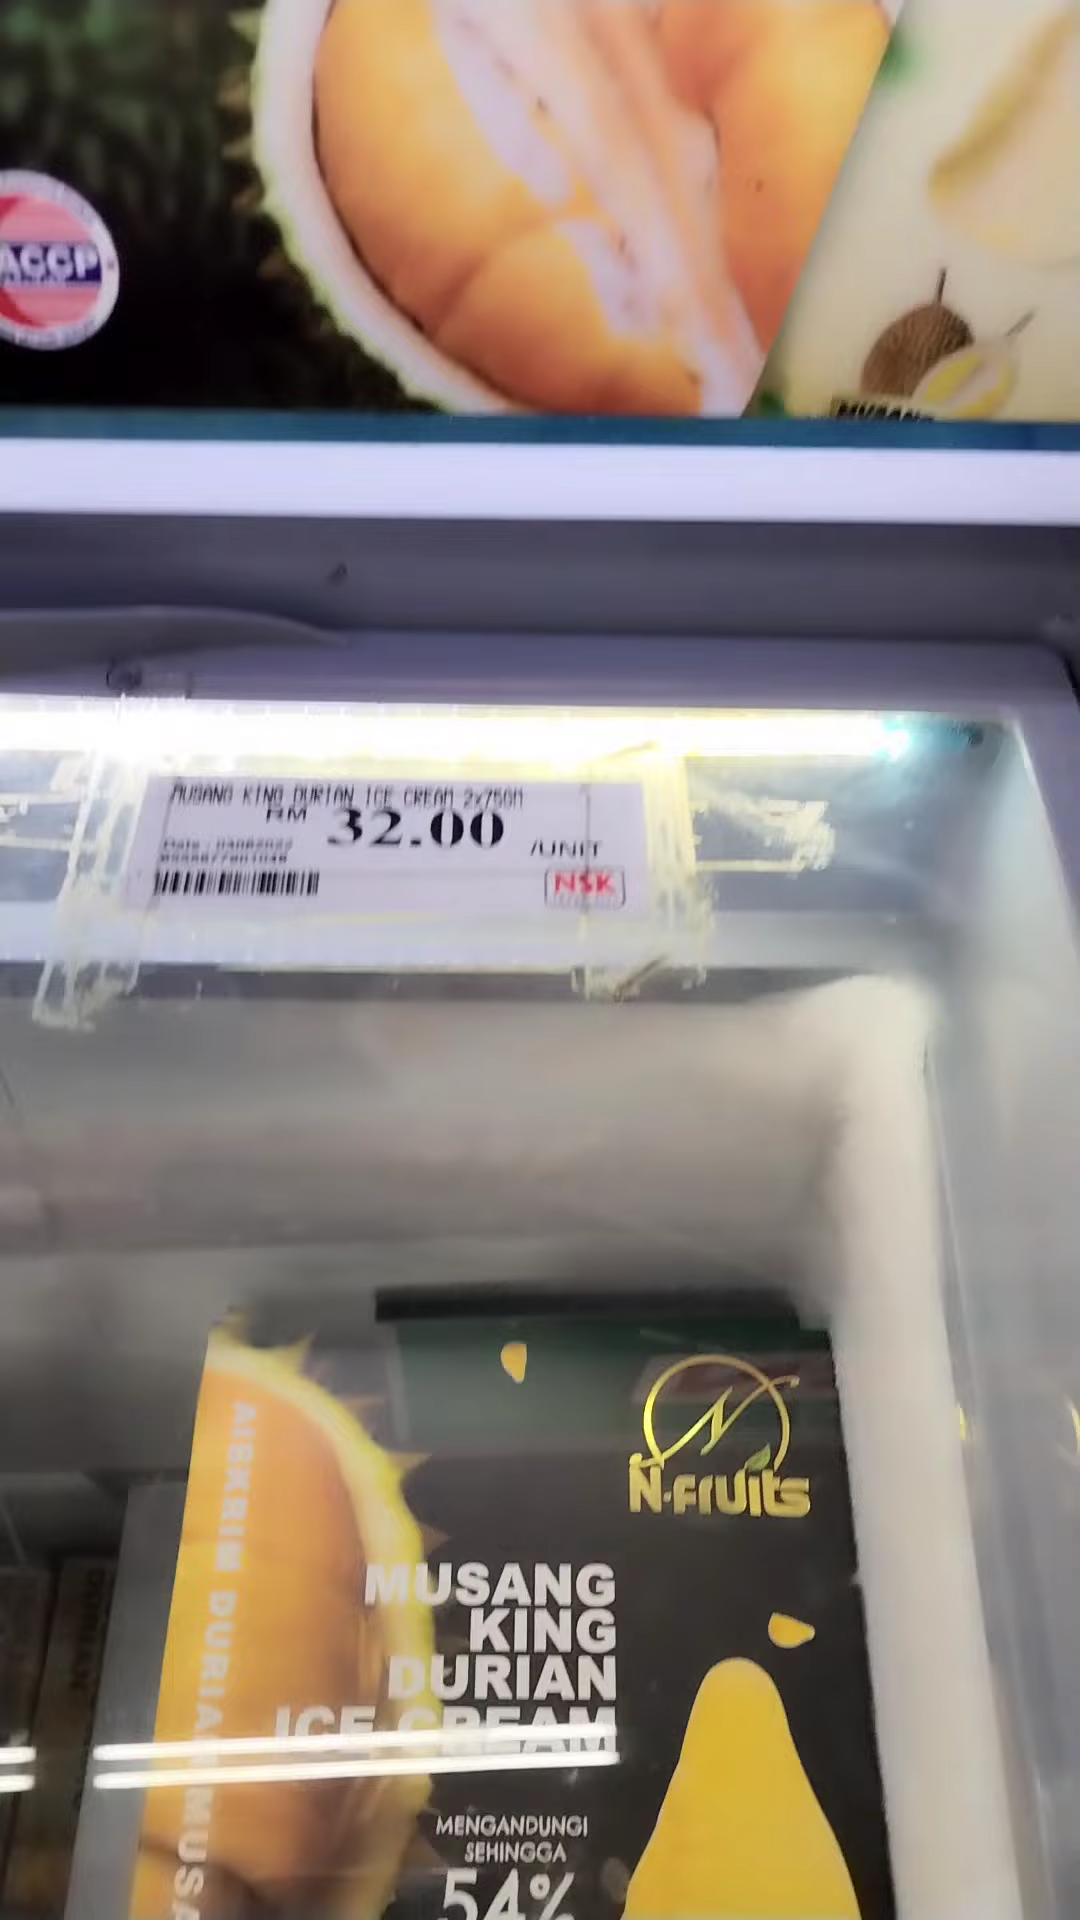 ACCP
MUSANG KING DURIAN ICE CREAM 2X75GM
RM 32.00
/UNIT
NSK
N·FRUITS
AISKRIM DURIAN MUSA
MUSANG
KING
DURIAN
ICE CREAM
MENGANDUNGI
SEHINGGA
54%